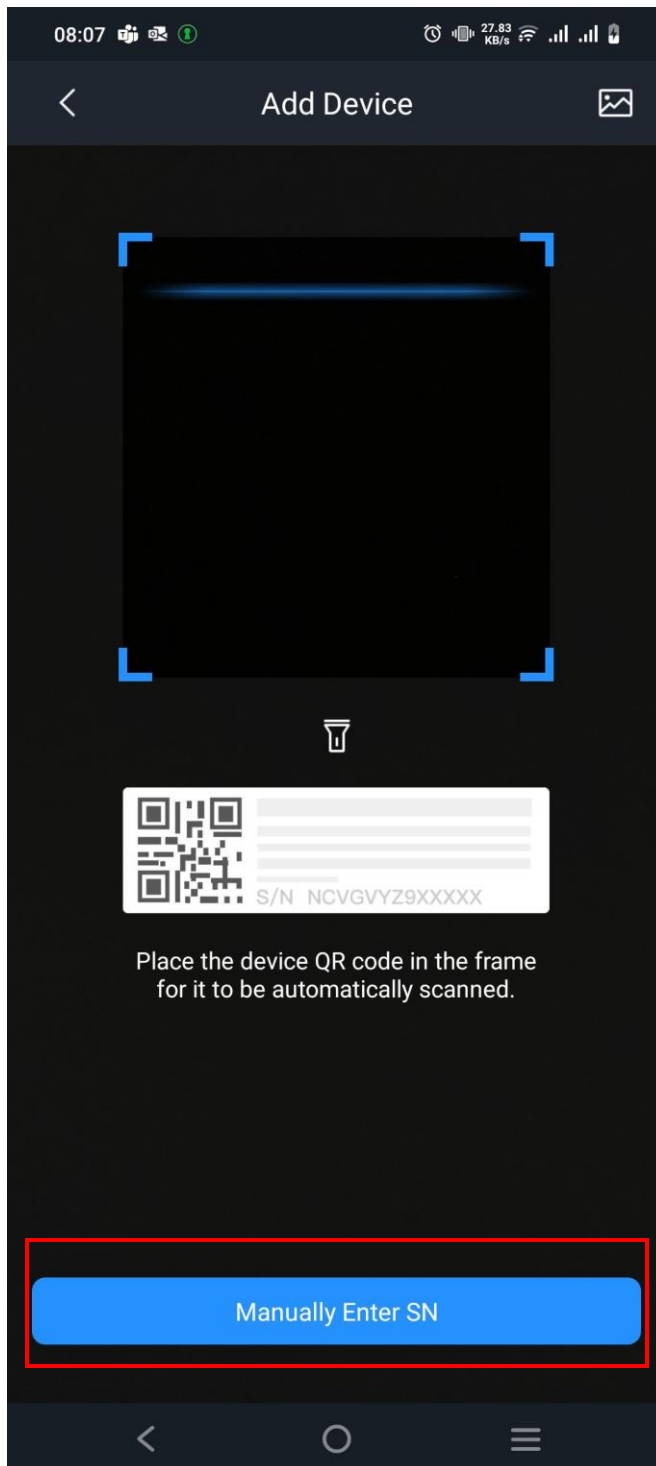 08:07
27.83
KB/s
Add Device
S/N NCVGVYZ9XXXXX
Place the device QR code in the frame
for it to be automatically scanned.
Manually Enter SN